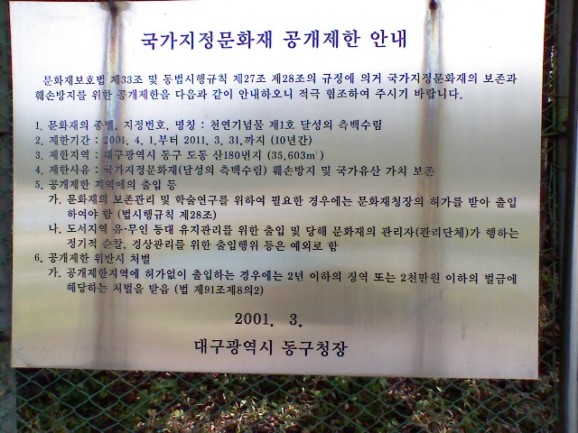 국가지정문화재 공개제한 안내
문화재보호법 제33조 및 동법시행규칙 제27조 제28조의 규정에 의거 국가지정문화재의 보존과
훼손방지를 위한 공개제한을 다음과 같이 안내하오니 적극 협조하여 주시기 바랍니다.
1. 문화재의 종별, 지정번호, 명칭 : 천연기념물 제1호 달성의 측백수림
2. 제한기간 : 2001. 4. 1.부터 2011. 3. 31.까지 (10년간)
3. 제한지역 : 대구광역시 동구 도동 산180번지 (35,603㎡)
4. 제한사유 : 국가지정문화재(달성의 측백수림) 훼손방지 및 국가유산 가치 보존
5. 공개제한 지역에의 출입 등
가. 문화재의 보존관리 및 학술연구를 위하여 필요한 경우에는 문화재청장의 허가를 받아 출입
하여야 함 (법시행규칙 제28조)
나. 도서지역 유·무인 등대 유지관리를 위한 출입 및 당해 문화재의 관리자(관리단체)가 행하는
정기적 순찰, 경상관리를 위한 출입행위 등은 예외로 함
6. 공개제한 위반시 처벌
가. 공개제한지역에 허가없이 출입하는 경우에는 2년 이하의 징역 또는 2천만원 이하의 벌금에
해당하는 처벌을 받음 (법 제91조제8의2)
2001. 3.
대구광역시 동구청장